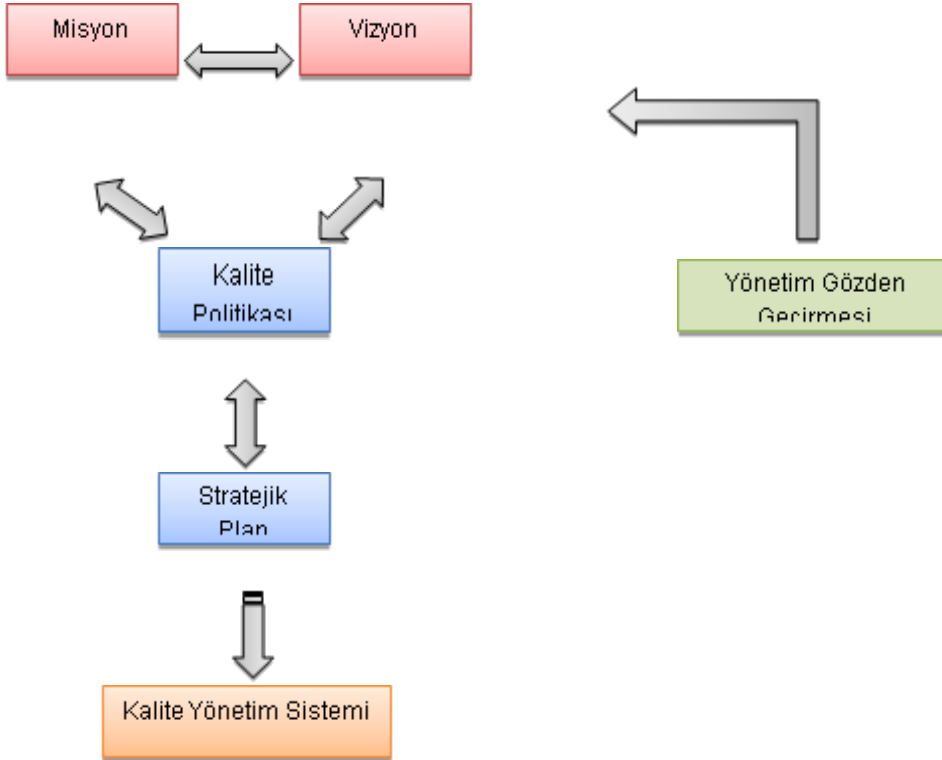 Misyon
Vizyon
Kalite
Politikası
Yönetim Gözden
Geçirmesi
Stratejik
Plan
Kalite Yönetim Sistemi